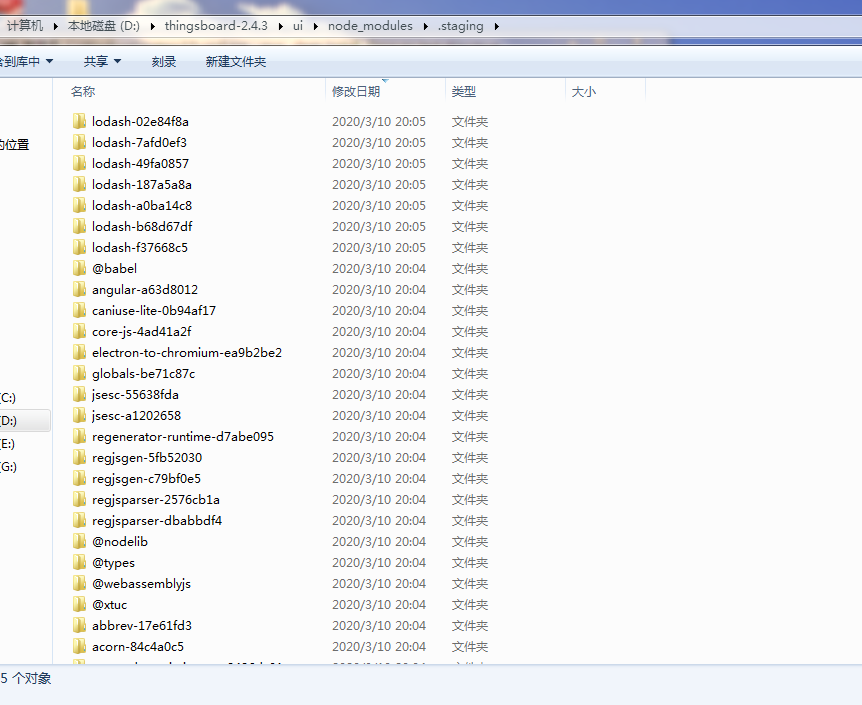 计算机 本地磁盘 (D:) thingsboard-2.4.3 ui node_modules .staging
含到库中 共享 刻录 新建文件夹
名称 修改日期 类型 大小
lodash-02e84f8a 2020/3/10 20:05 文件夹
lodash-7afd0ef3 2020/3/10 20:05 文件夹
的位置
lodash-49fa0857 2020/3/10 20:05 文件夹
lodash-187a5a8a 2020/3/10 20:05 文件夹
lodash-a0ba14c8 2020/3/10 20:05 文件夹
lodash-b68d67df 2020/3/10 20:05 文件夹
lodash-f37668c5 2020/3/10 20:05 文件夹
@babel 2020/3/10 20:04 文件夹
angular-a63d8012 2020/3/10 20:04 文件夹
caniuse-lite-0b94af17 2020/3/10 20:04 文件夹
core-js-4ad41a2f 2020/3/10 20:04 文件夹
electron-to-chromium-ea9b2be2 2020/3/10 20:04 文件夹
globals-be71c87c 2020/3/10 20:04 文件夹
(C:) jsesc-55638fda 2020/3/10 20:04 文件夹
(D:) jsesc-a1202658 2020/3/10 20:04 文件夹
(E:) regenerator-runtime-d7abe095 2020/3/10 20:04 文件夹
(G:) regjsgen-5fb52030 2020/3/10 20:04 文件夹
regjsgen-c79bf0e5 2020/3/10 20:04 文件夹
regjsparser-2576cb1a 2020/3/10 20:04 文件夹
regjsparser-dbabbdf4 2020/3/10 20:04 文件夹
@nodelib 2020/3/10 20:04 文件夹
@types 2020/3/10 20:04 文件夹
@webassemblyjs 2020/3/10 20:04 文件夹
@xtuc 2020/3/10 20:04 文件夹
abbrev-17e61fd3 2020/3/10 20:04 文件夹
acorn-84c4a0c5 2020/3/10 20:04 文件夹
5 个对象